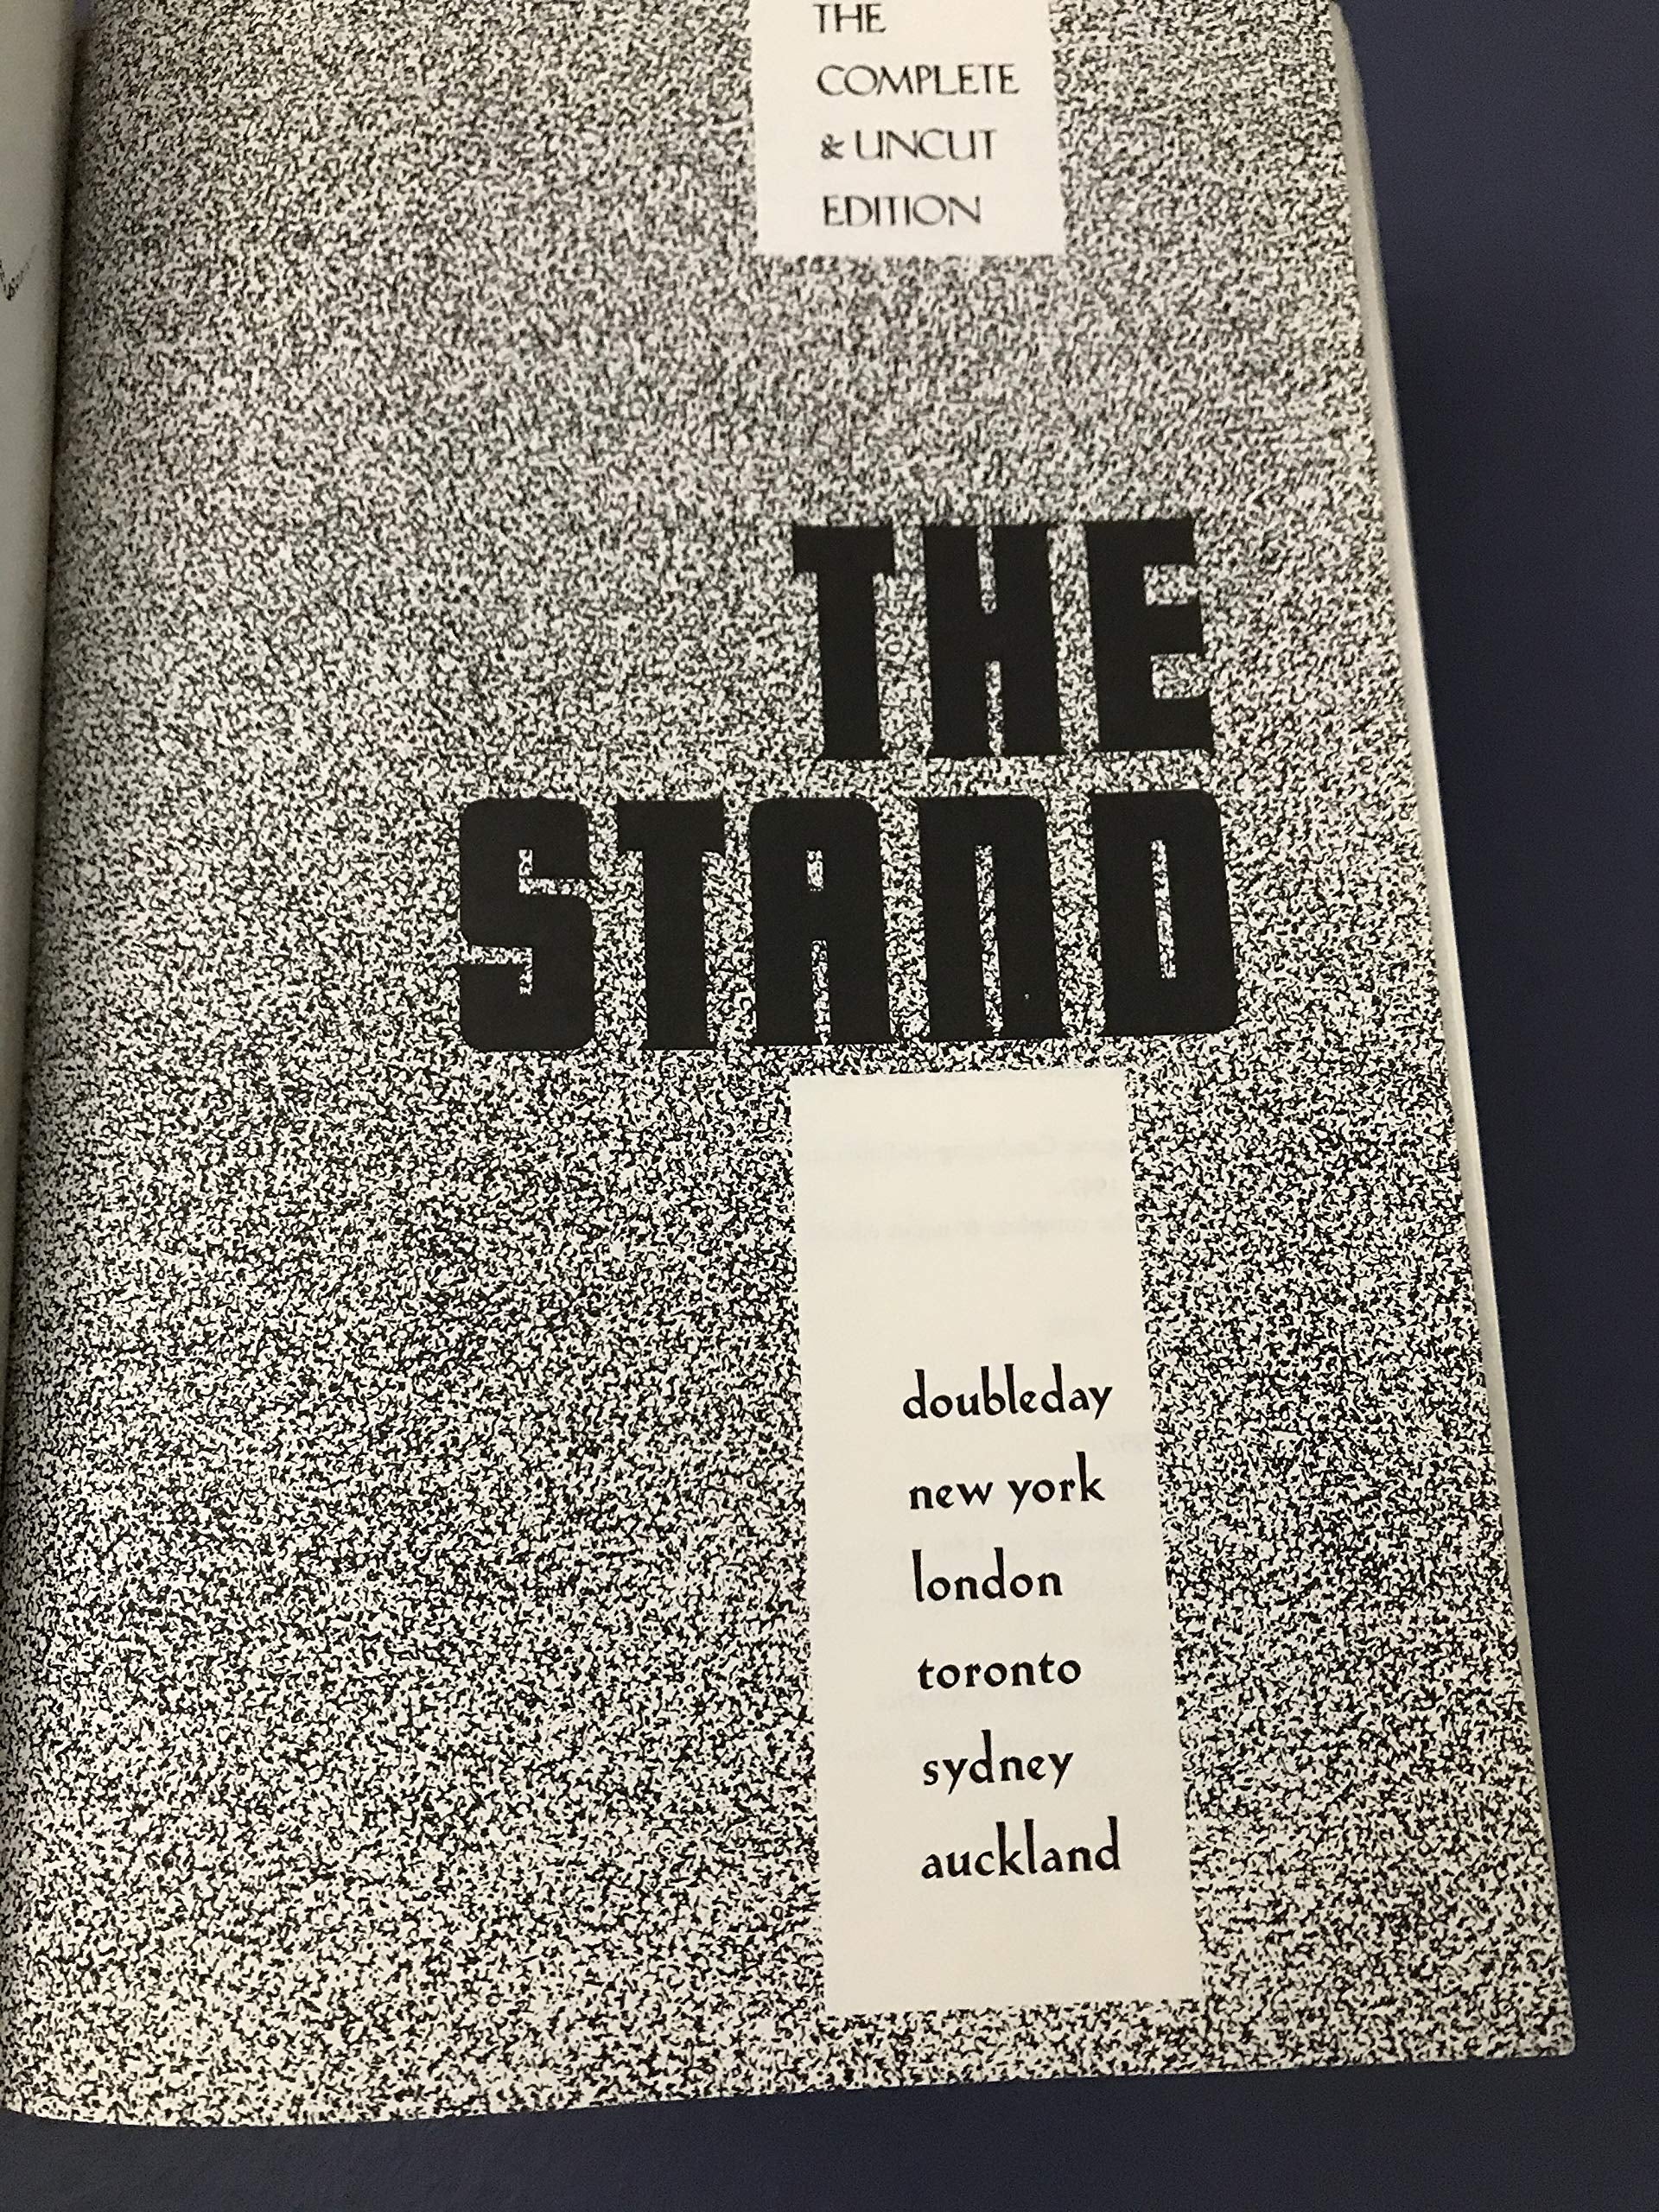 THE
COMPLETE
& UNCUT
EDITION
THE
STAND
doubleday
new york
london
toronto
sydney
auckland